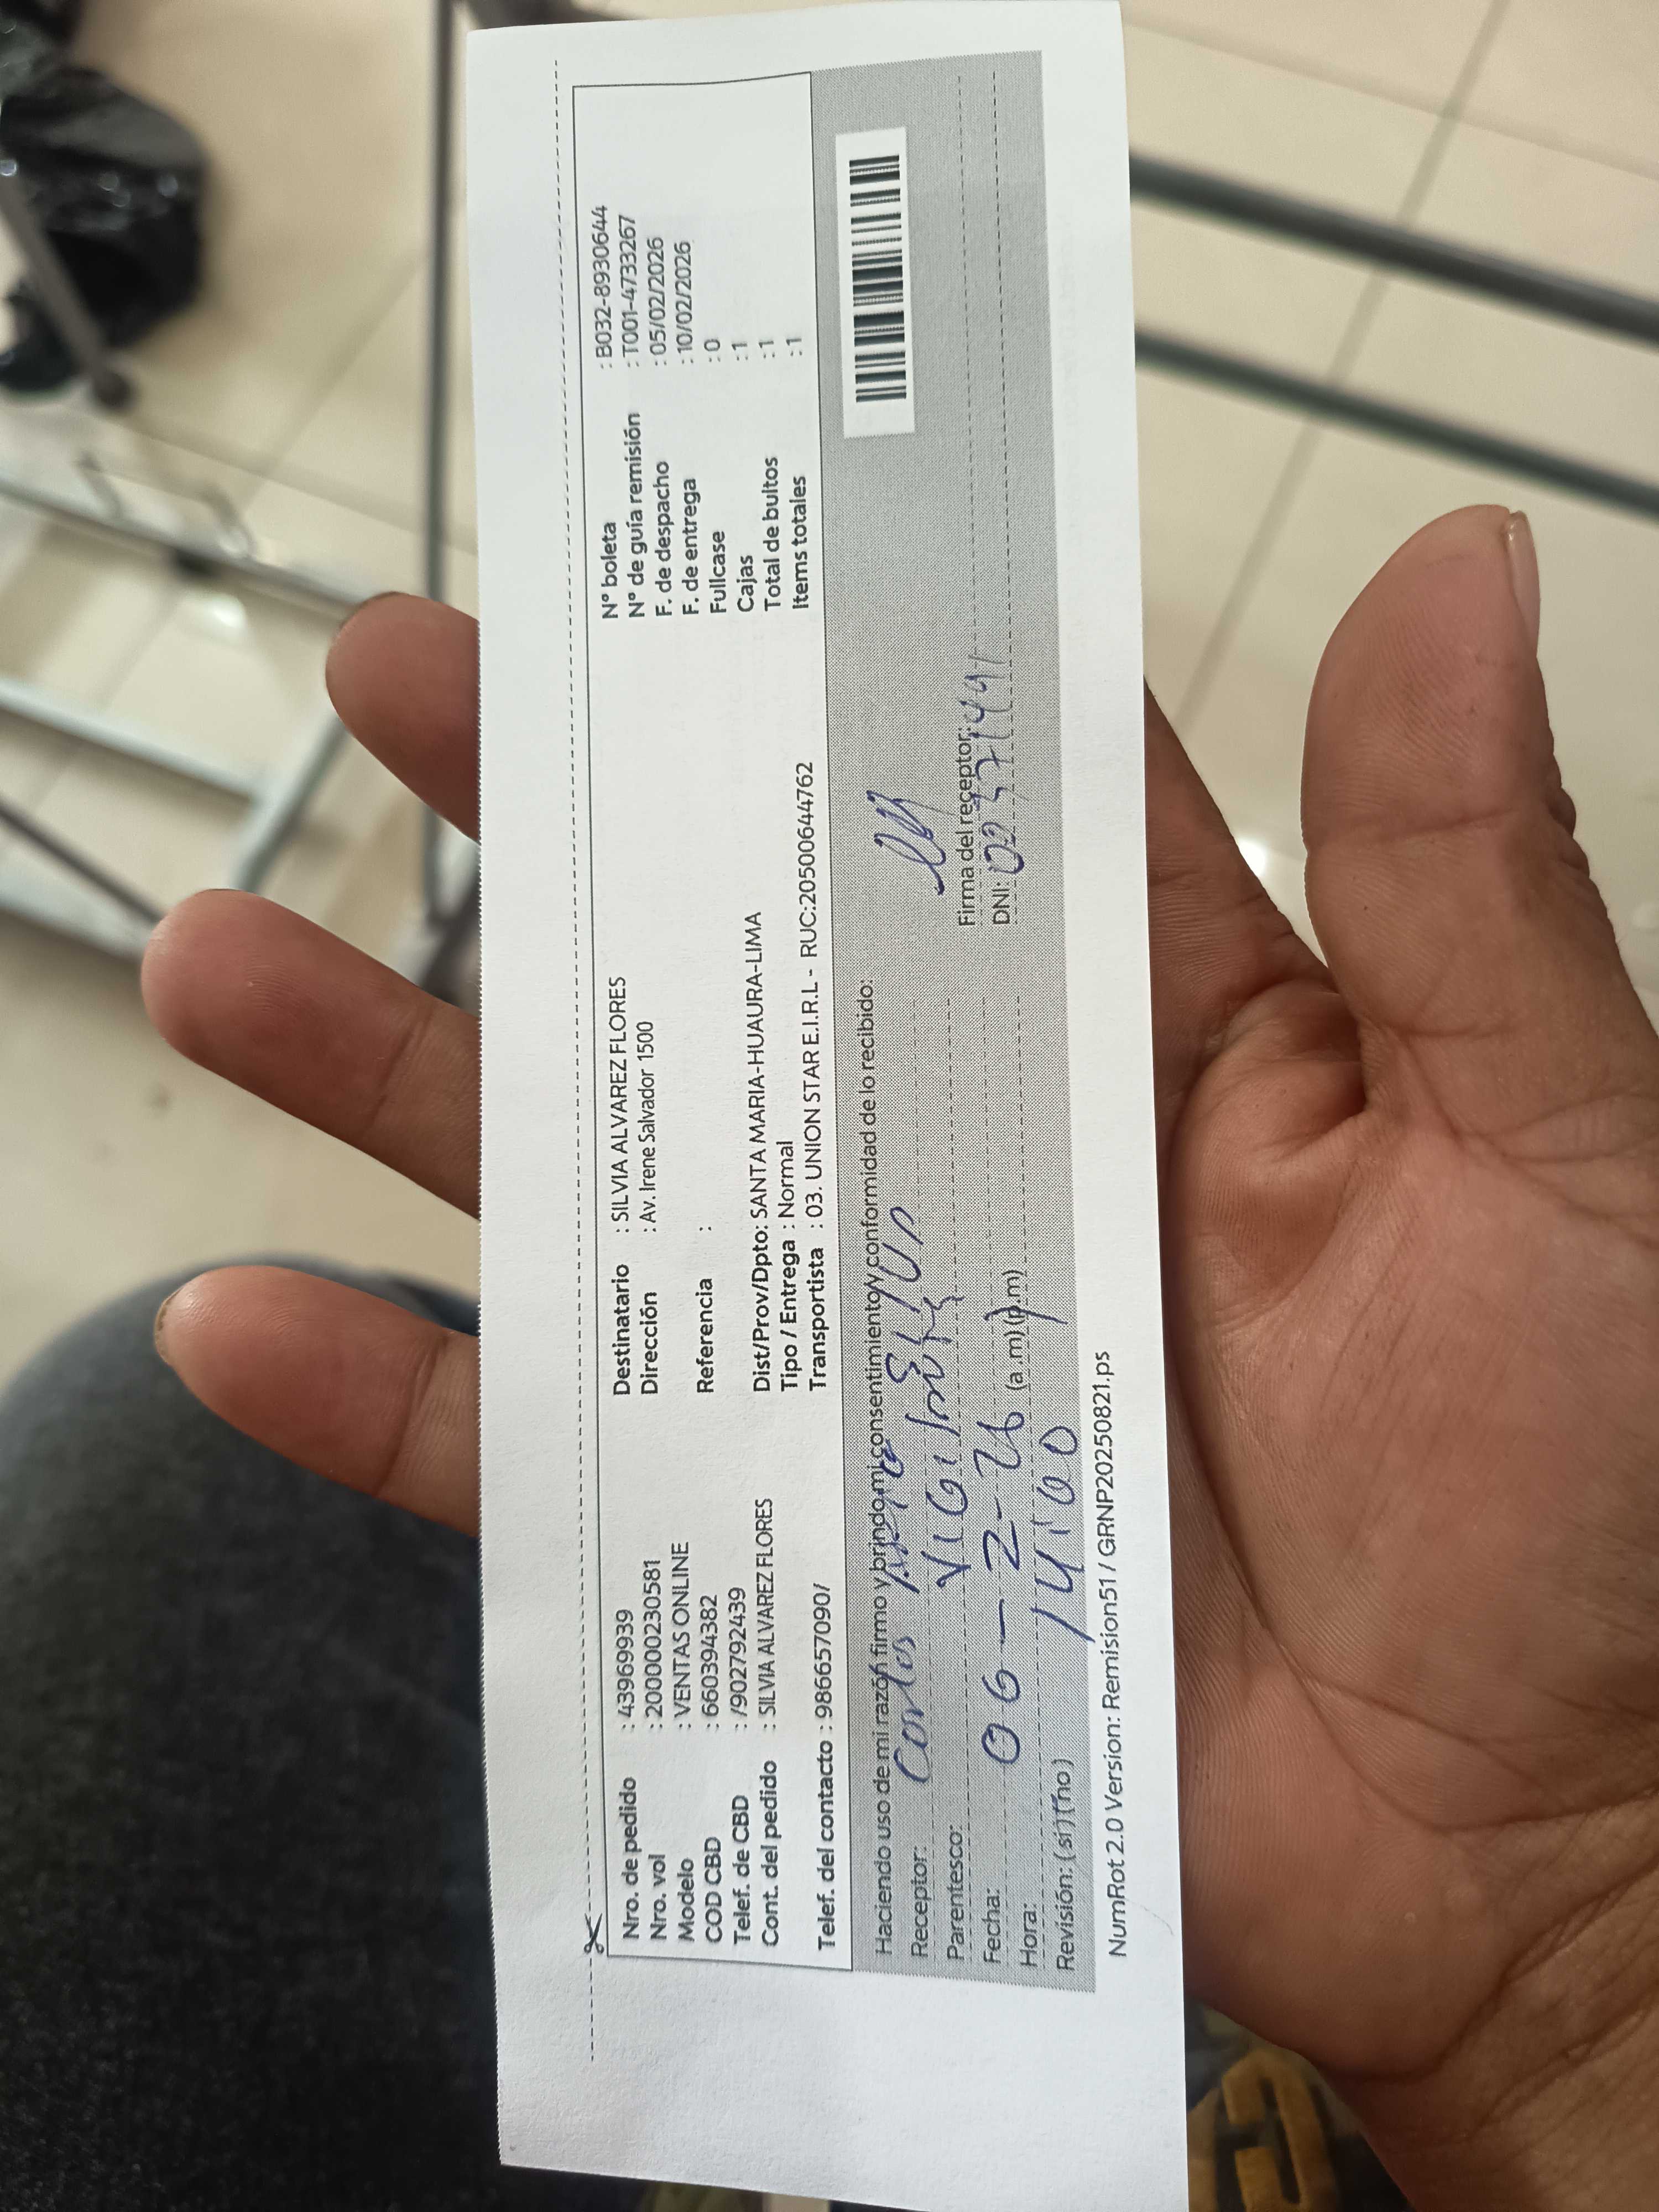 Nro. de pedido : 43969939
Nro. vol : 200000230581
Modelo : VENTAS ONLINE
COD CBD : 660394382
Telef. de CBD : /902792439
Cont. del pedido : SILVIA ALVAREZ FLORES
Telef. del contacto : 986657090/
Destinatario : SILVIA ALVAREZ FLORES
Dirección : Av. Irene Salvador 1500
Referencia :
Dist/Prov/Dpto: SANTA MARIA-HUAURA-LIMA
Tipo / Entrega : Normal
Transportista : 03. UNION STAR E.I.R.L - RUC:20500644762
N° boleta : B032-8930644
N° de guía remisión : T001-4733267
F. de despacho : 05/02/2026
F. de entrega : 10/02/2026
Fullcase : 0
Cajas : 1
Total de bultos : 1
Items totales : 1
Haciendo uso de mi razón firmo y brindo mi consentimiento y conformidad de lo recibido:
Receptor: Carlos
Parentesco:
Fecha: 06-2-26
Hora: 14:00 (a.m) (p.m)
Revisión: (si) (no)
Firma del receptor:
DNI:
NumRot 2.0 Version: Remision51 / GRNP20250821.ps